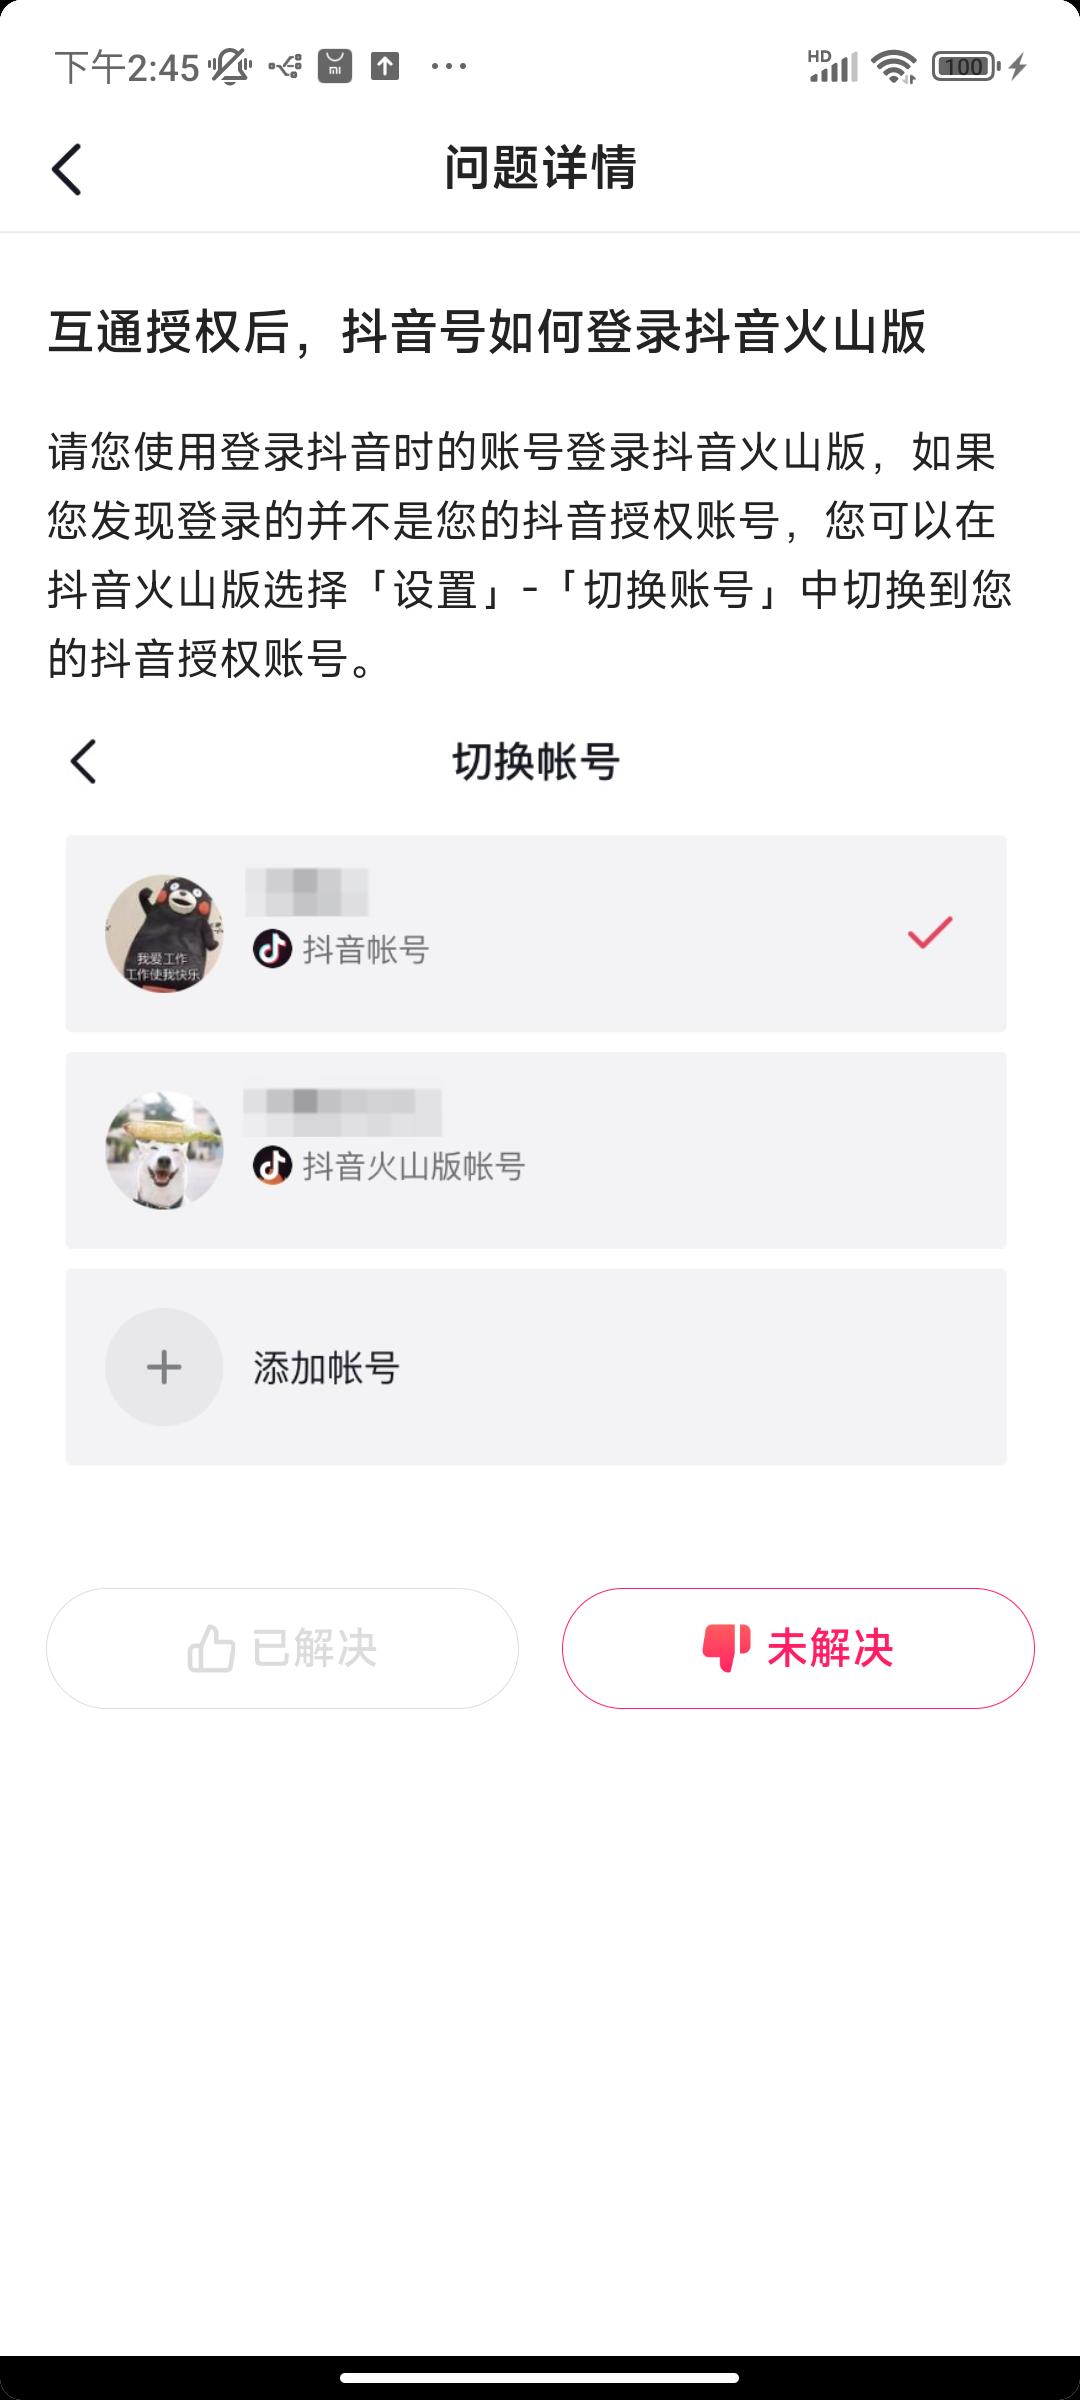 下午2:45
HD
100
问题详情
互通授权后，抖音号如何登录抖音火山版
请您使用登录抖音时的账号登录抖音火山版，如果
您发现登录的并不是您的抖音授权账号，您可以在
抖音火山版选择「设置」-「切换账号」中切换到您
的抖音授权账号。
切换帐号
我爱工作
工作使我快乐
抖音帐号
抖音火山版帐号
添加帐号
已解决
未解决